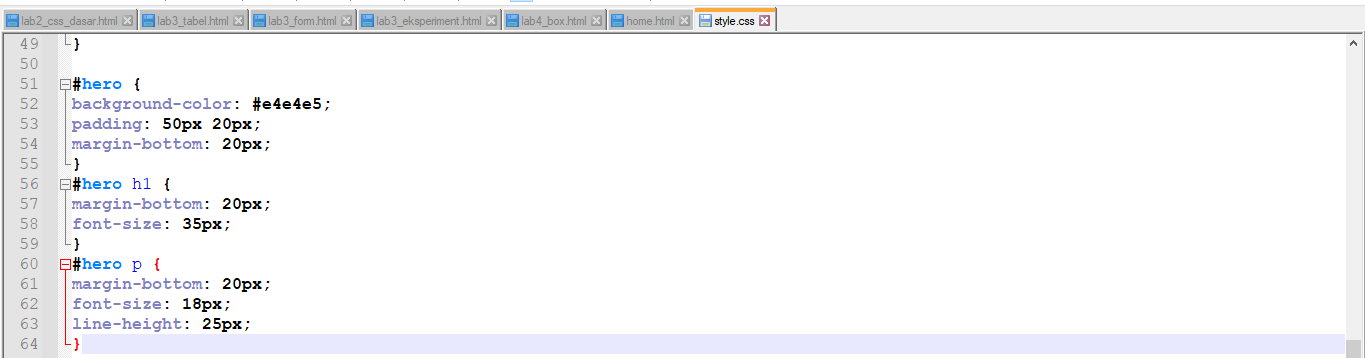 lab2_css_dasar.html lab3_tabel.html lab3_form.html lab3_eksperiment.html lab4_box.html home.html style.css
49 }
50
51 #hero {
52 background-color: #e4e4e5;
53 padding: 50px 20px;
54 margin-bottom: 20px;
55 }
56 #hero h1 {
57 margin-bottom: 20px;
58 font-size: 35px;
59 }
60 #hero p {
61 margin-bottom: 20px;
62 font-size: 18px;
63 line-height: 25px;
64 }